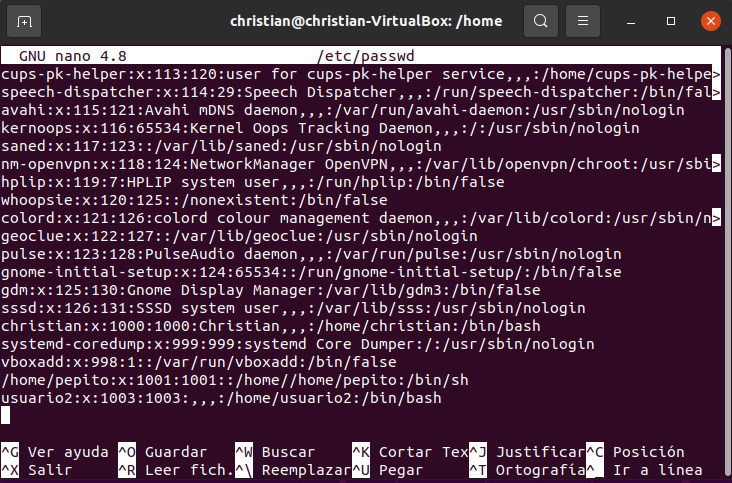 christian@christian-VirtualBox: /home
GNU nano 4.8 /etc/passwd
cups-pk-helper:x:113:120:user for cups-pk-helper service,,,:/home/cups-pk-helpe>
speech-dispatcher:x:114:29:Speech Dispatcher,,,:/run/speech-dispatcher:/bin/fal>
avahi:x:115:121:Avahi mDNS daemon,,,:/var/run/avahi-daemon:/usr/sbin/nologin
kernoops:x:116:65534:Kernel Oops Tracking Daemon,,,:/:/usr/sbin/nologin
saned:x:117:123::/var/lib/saned:/usr/sbin/nologin
nm-openvpn:x:118:124:NetworkManager OpenVPN,,,:/var/lib/openvpn/chroot:/usr/sbi>
hplip:x:119:7:HPLIP system user,,,:/run/hplip:/bin/false
whoopsie:x:120:125::/nonexistent:/bin/false
colord:x:121:126:colord colour management daemon,,,:/var/lib/colord:/usr/sbin/n>
geoclue:x:122:127::/var/lib/geoclue:/usr/sbin/nologin
pulse:x:123:128:PulseAudio daemon,,,:/var/run/pulse:/usr/sbin/nologin
gnome-initial-setup:x:124:65534::/run/gnome-initial-setup/:/bin/false
gdm:x:125:130:Gnome Display Manager:/var/lib/gdm3:/bin/false
sssd:x:126:131:SSSD system user,,,:/var/lib/sss:/usr/sbin/nologin
christian:x:1000:1000:Christian,,,:/home/christian:/bin/bash
systemd-coredump:x:999:999:systemd Core Dumper:/:/usr/sbin/nologin
vboxadd:x:998:1::/var/run/vboxadd:/bin/false
/home/pepito:x:1001:1001::/home//home/pepito:/bin/sh
usuario2:x:1003:1003:,,,:/home/usuario2:/bin/bash
^G Ver ayuda ^O Guardar ^W Buscar ^K Cortar Tex^J Justificar^C Posición
^X Salir ^R Leer fich.^\ Reemplazar^U Pegar ^T Ortografía^_ Ir a línea